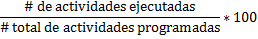 # de actividades ejecutadas
# total de actividades programadas
* 100